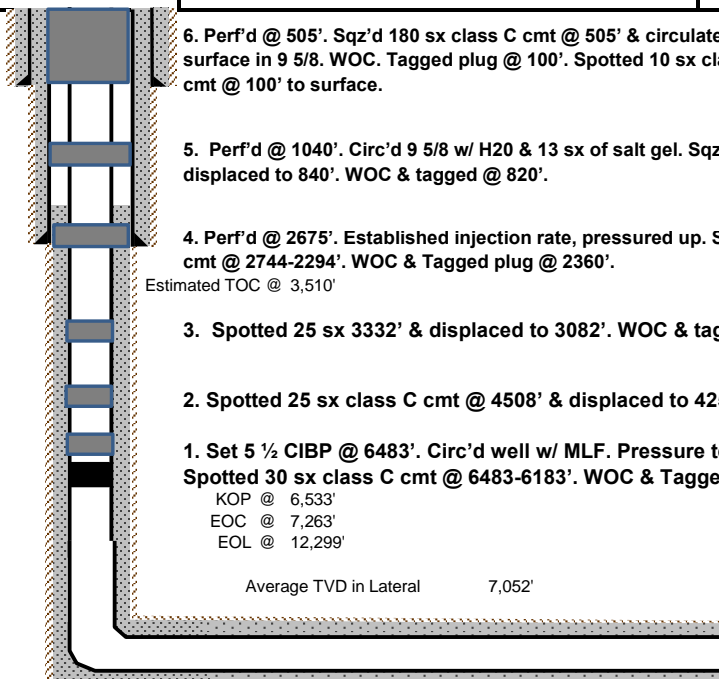 6. Perf'd @ 505'. Sqz'd 180 sx class C cmt @ 505' & circulate
surface in 9 5/8. WOC. Tagged plug @ 100'. Spotted 10 sx cla
cmt @ 100' to surface.
5. Perf'd @ 1040'. Circ'd 9 5/8 w/ H20 & 13 sx of salt gel. Sqz
displaced to 840'. WOC & tagged @ 820'.
4. Perf'd @ 2675'. Established injection rate, pressured up. S
cmt @ 2744-2294'. WOC & Tagged plug @ 2360'.
Estimated TOC @ 3,510'
3. Spotted 25 sx 3332' & displaced to 3082'. WOC & tag
2. Spotted 25 sx class C cmt @ 4508' & displaced to 42
1. Set 5 ½ CIBP @ 6483'. Circ'd well w/ MLF. Pressure t
Spotted 30 sx class C cmt @ 6483-6183'. WOC & Tagge
KOP @ 6,533'
EOC @ 7,263'
EOL @ 12,299'
Average TVD in Lateral 7,052'